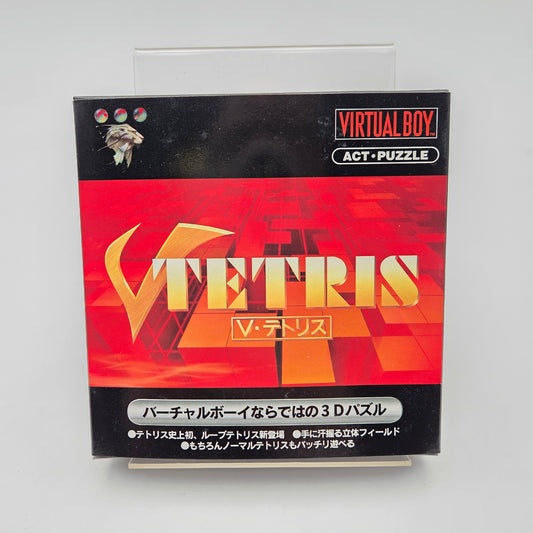 VIRTUAL BOY™
ACT・PUZZLE
V TETRIS
V・テトリス
バーチャルボーイならではの3Dパズル
●テトリス史上初、ループテトリス新登場 ●手に汗握る立体フィールド
●もちろんノーマルテトリスもバッチリ遊べる